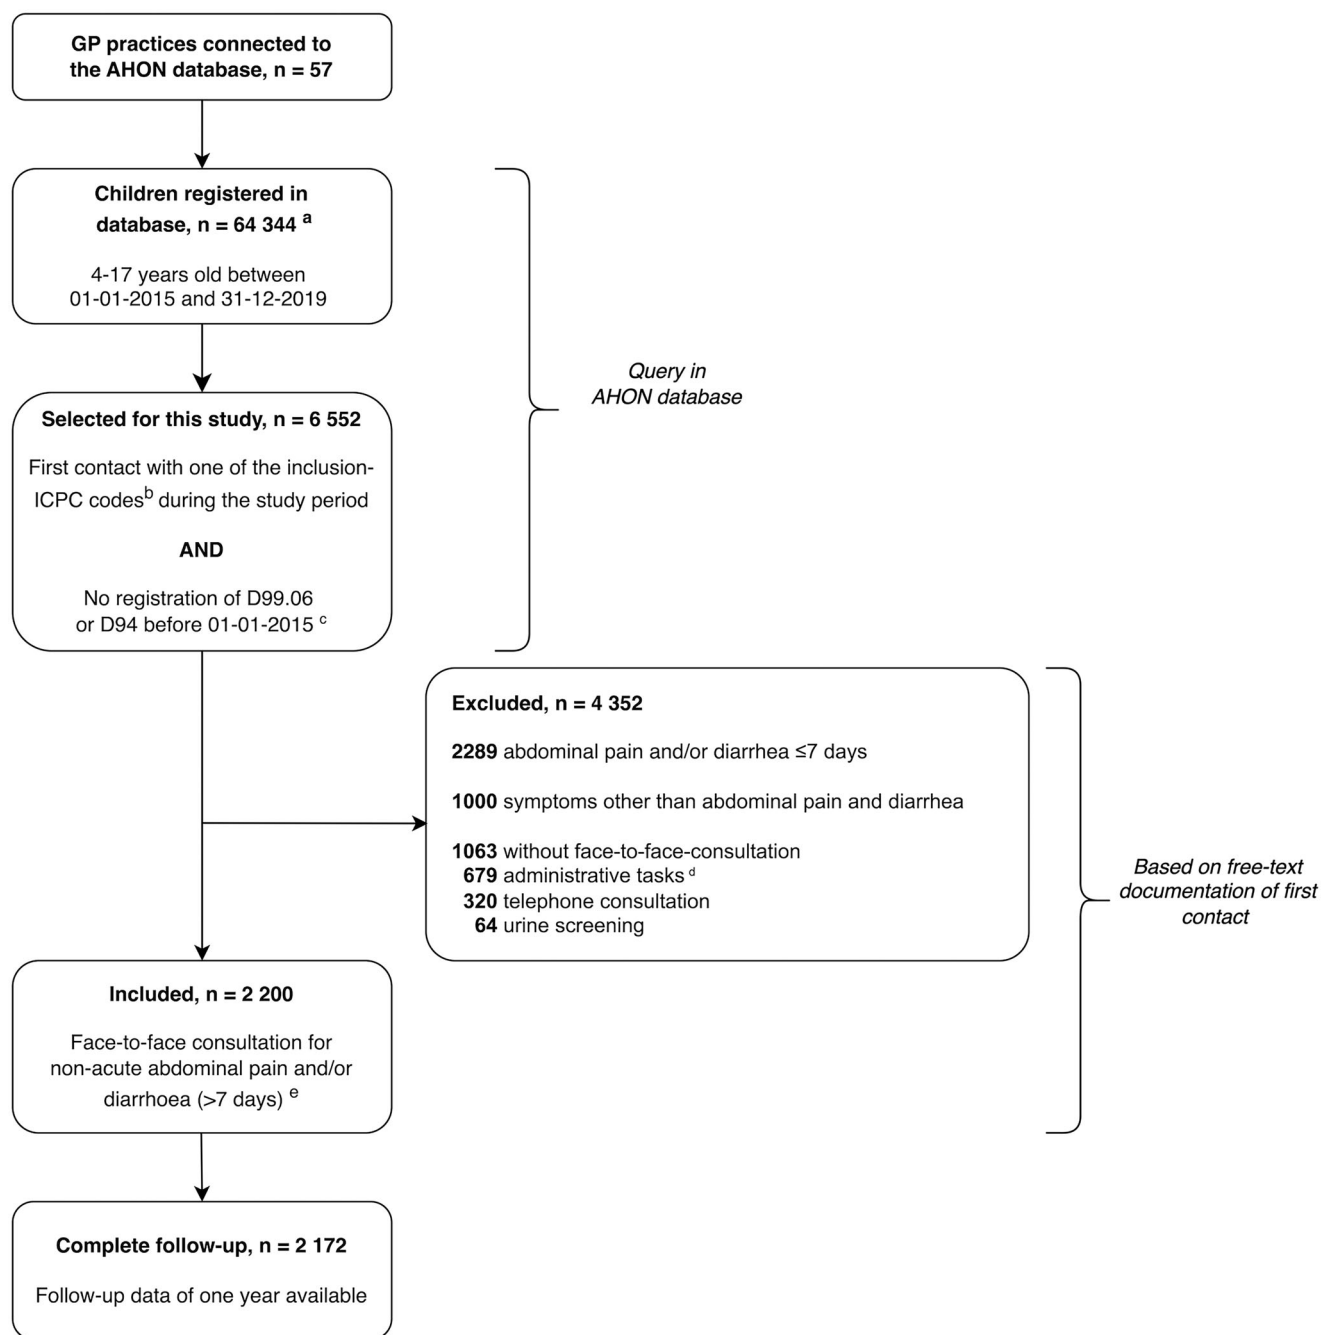 GP practices connected to
the AHON database, n = 57
Children registered in
database, n = 64 344 a
4-17 years old between
01-01-2015 and 31-12-2019
Query in
AHON database
Selected for this study, n = 6 552
First contact with one of the inclusion-
ICPC codesb during the study period
AND
No registration of D99.06
or D94 before 01-01-2015 c
Excluded, n = 4 352
2289 abdominal pain and/or diarrhea ≤7 days
1000 symptoms other than abdominal pain and diarrhea
1063 without face-to-face-consultation
679 administrative tasks d
320 telephone consultation
64 urine screening
Based on free-text
documentation of first
contact
Included, n = 2 200
Face-to-face consultation for
non-acute abdominal pain and/or
diarrhoea (>7 days) e
Complete follow-up, n = 2 172
Follow-up data of one year available